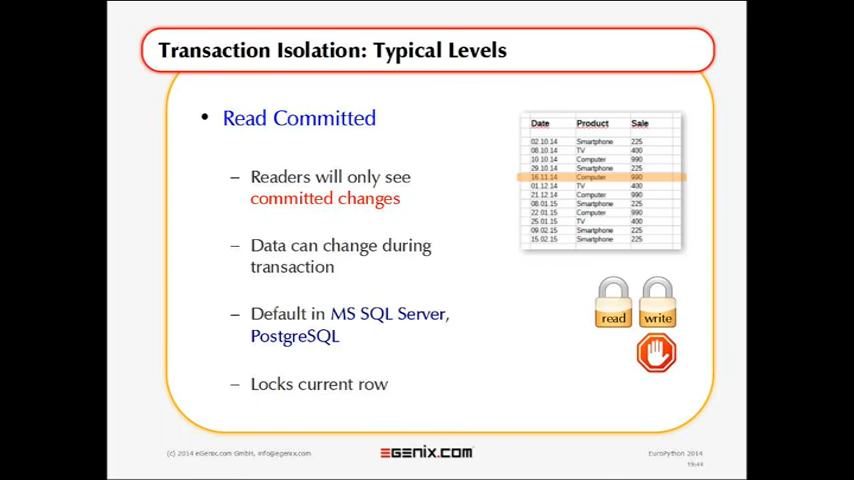 Transaction Isolation: Typical Levels
• Read Committed
– Readers will only see
committed changes
– Data can change during
transaction
– Default in MS SQL Server,
PostgreSQL
– Locks current row
Date Product Sale
02.10.14 Smartphone 225
08.10.14 TV 400
10.10.14 Computer 990
29.10.14 Smartphone 225
16.11.14 Computer 990
01.12.14 TV 400
21.12.14 Computer 990
08.01.15 Smartphone 225
22.01.15 Computer 990
25.01.15 TV 400
09.02.15 Smartphone 225
15.02.15 Smartphone 225
read write
(c) 2014 eGenix.com GmbH, info@egenix.com
EGENIX.COM
EuroPython 2014
19:44